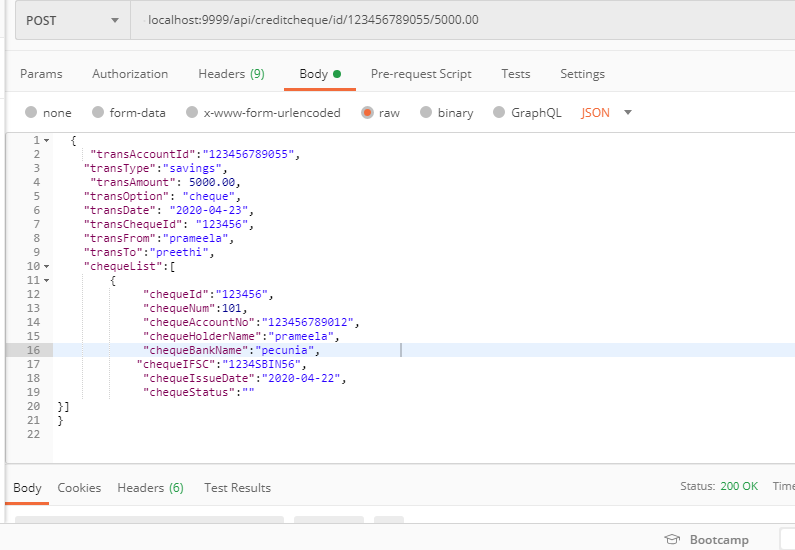 POST localhost:9999/api/creditcheque/id/123456789055/5000.00
Params Authorization Headers (9) Body Pre-request Script Tests Settings
none form-data x-www-form-urlencoded raw binary GraphQL JSON
1 {
2 "transAccountId":"123456789055",
3 "transType":"savings",
4 "transAmount": 5000.00,
5 "transOption": "cheque",
6 "transDate": "2020-04-23",
7 "transChequeId": "123456",
8 "transFrom":"prameela",
9 "transTo":"preethi",
10 "chequeList":[
11 {
12 "chequeId":"123456",
13 "chequeNum":101,
14 "chequeAccountNo":"123456789012",
15 "chequeHolderName":"prameela",
16 "chequeBankName":"pecunia",
17 "chequeIFSC":"1234SBIN56",
18 "chequeIssueDate":"2020-04-22",
19 "chequeStatus":""
20 }]
21 }
22
Body Cookies Headers (6) Test Results Status: 200 OK Time
Bootcamp